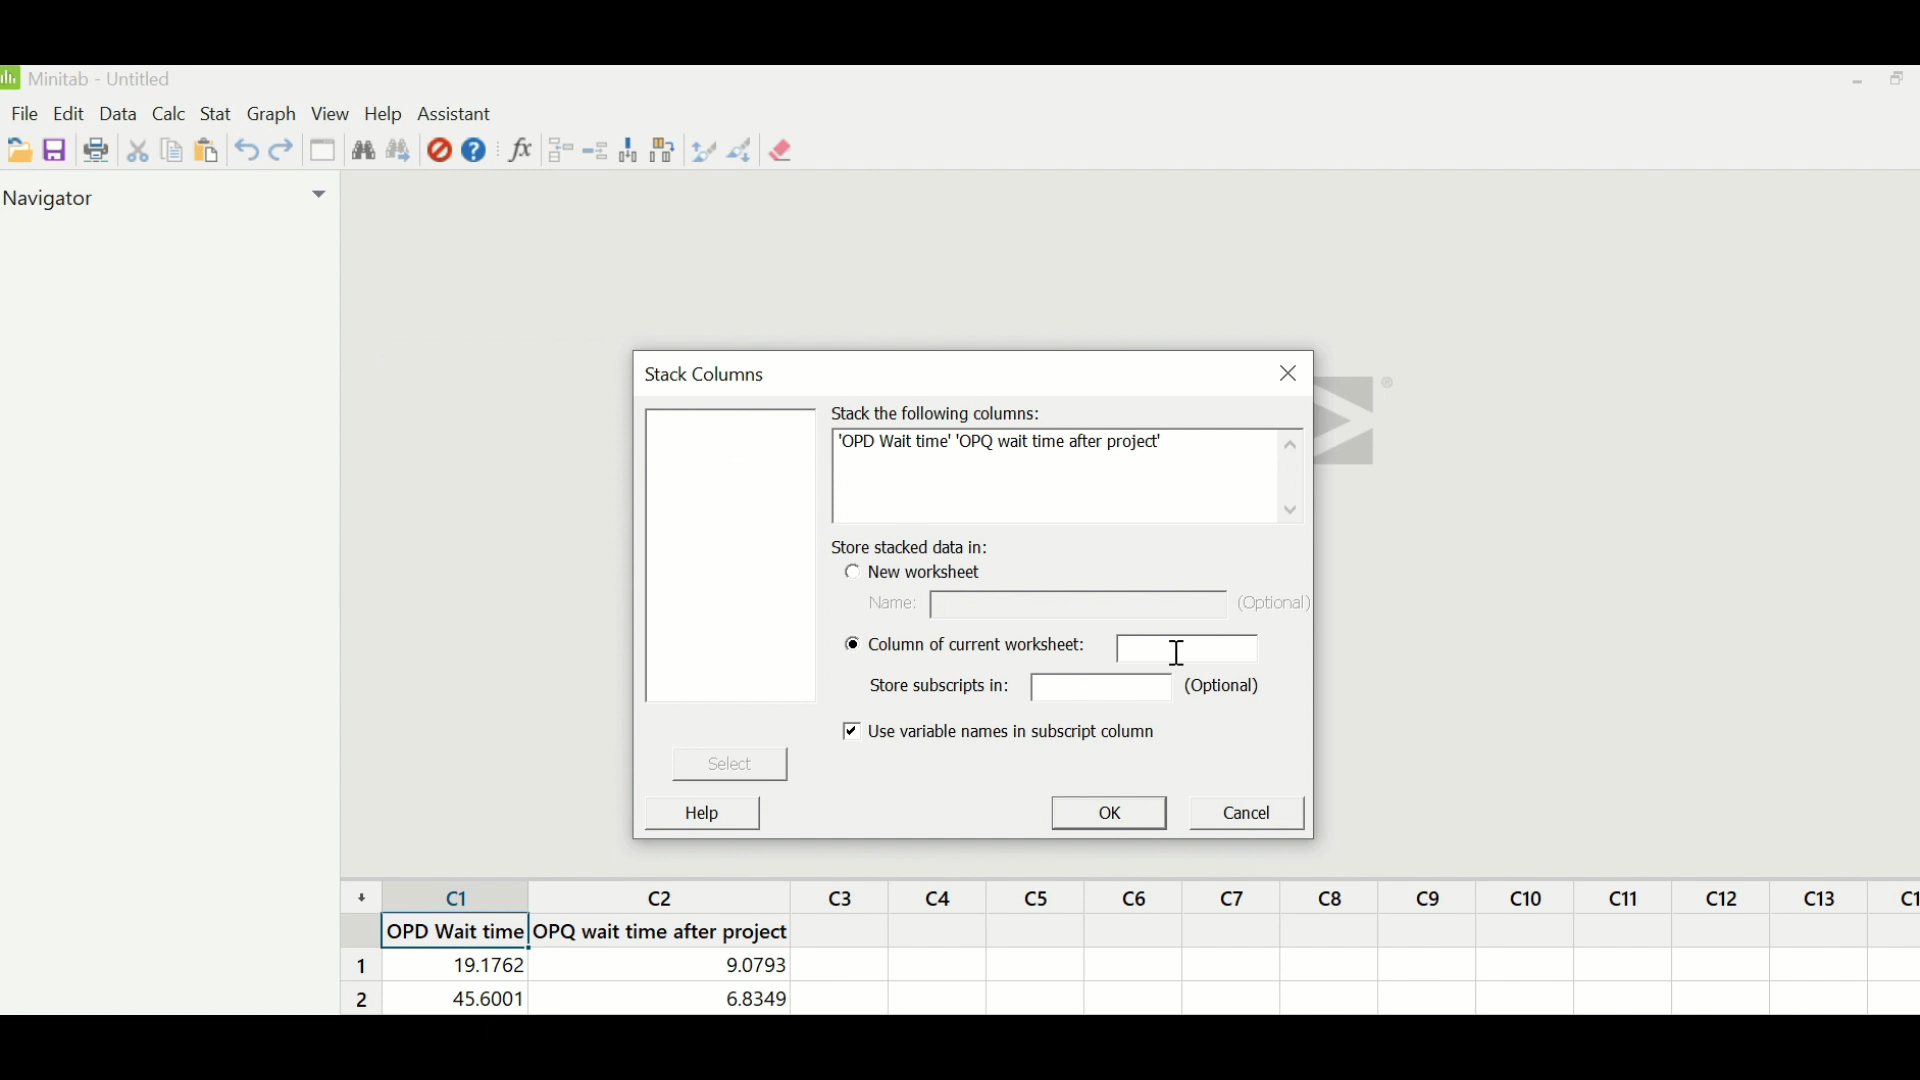 Minitab - Untitled
File Edit Data Calc Stat Graph View Help Assistant
fx
Navigator
Stack Columns
Stack the following columns:
'OPD Wait time' 'OPQ wait time after project'
Store stacked data in:
New worksheet
Name: (Optional)
Column of current worksheet:
Store subscripts in: (Optional)
Use variable names in subscript column
Select
Help OK Cancel
®
C1 C2 C3 C4 C5 C6 C7 C8 C9 C10 C11 C12 C13 C1
OPD Wait time OPQ wait time after project
1 19.1762 9.0793
2 45.6001 6.8349